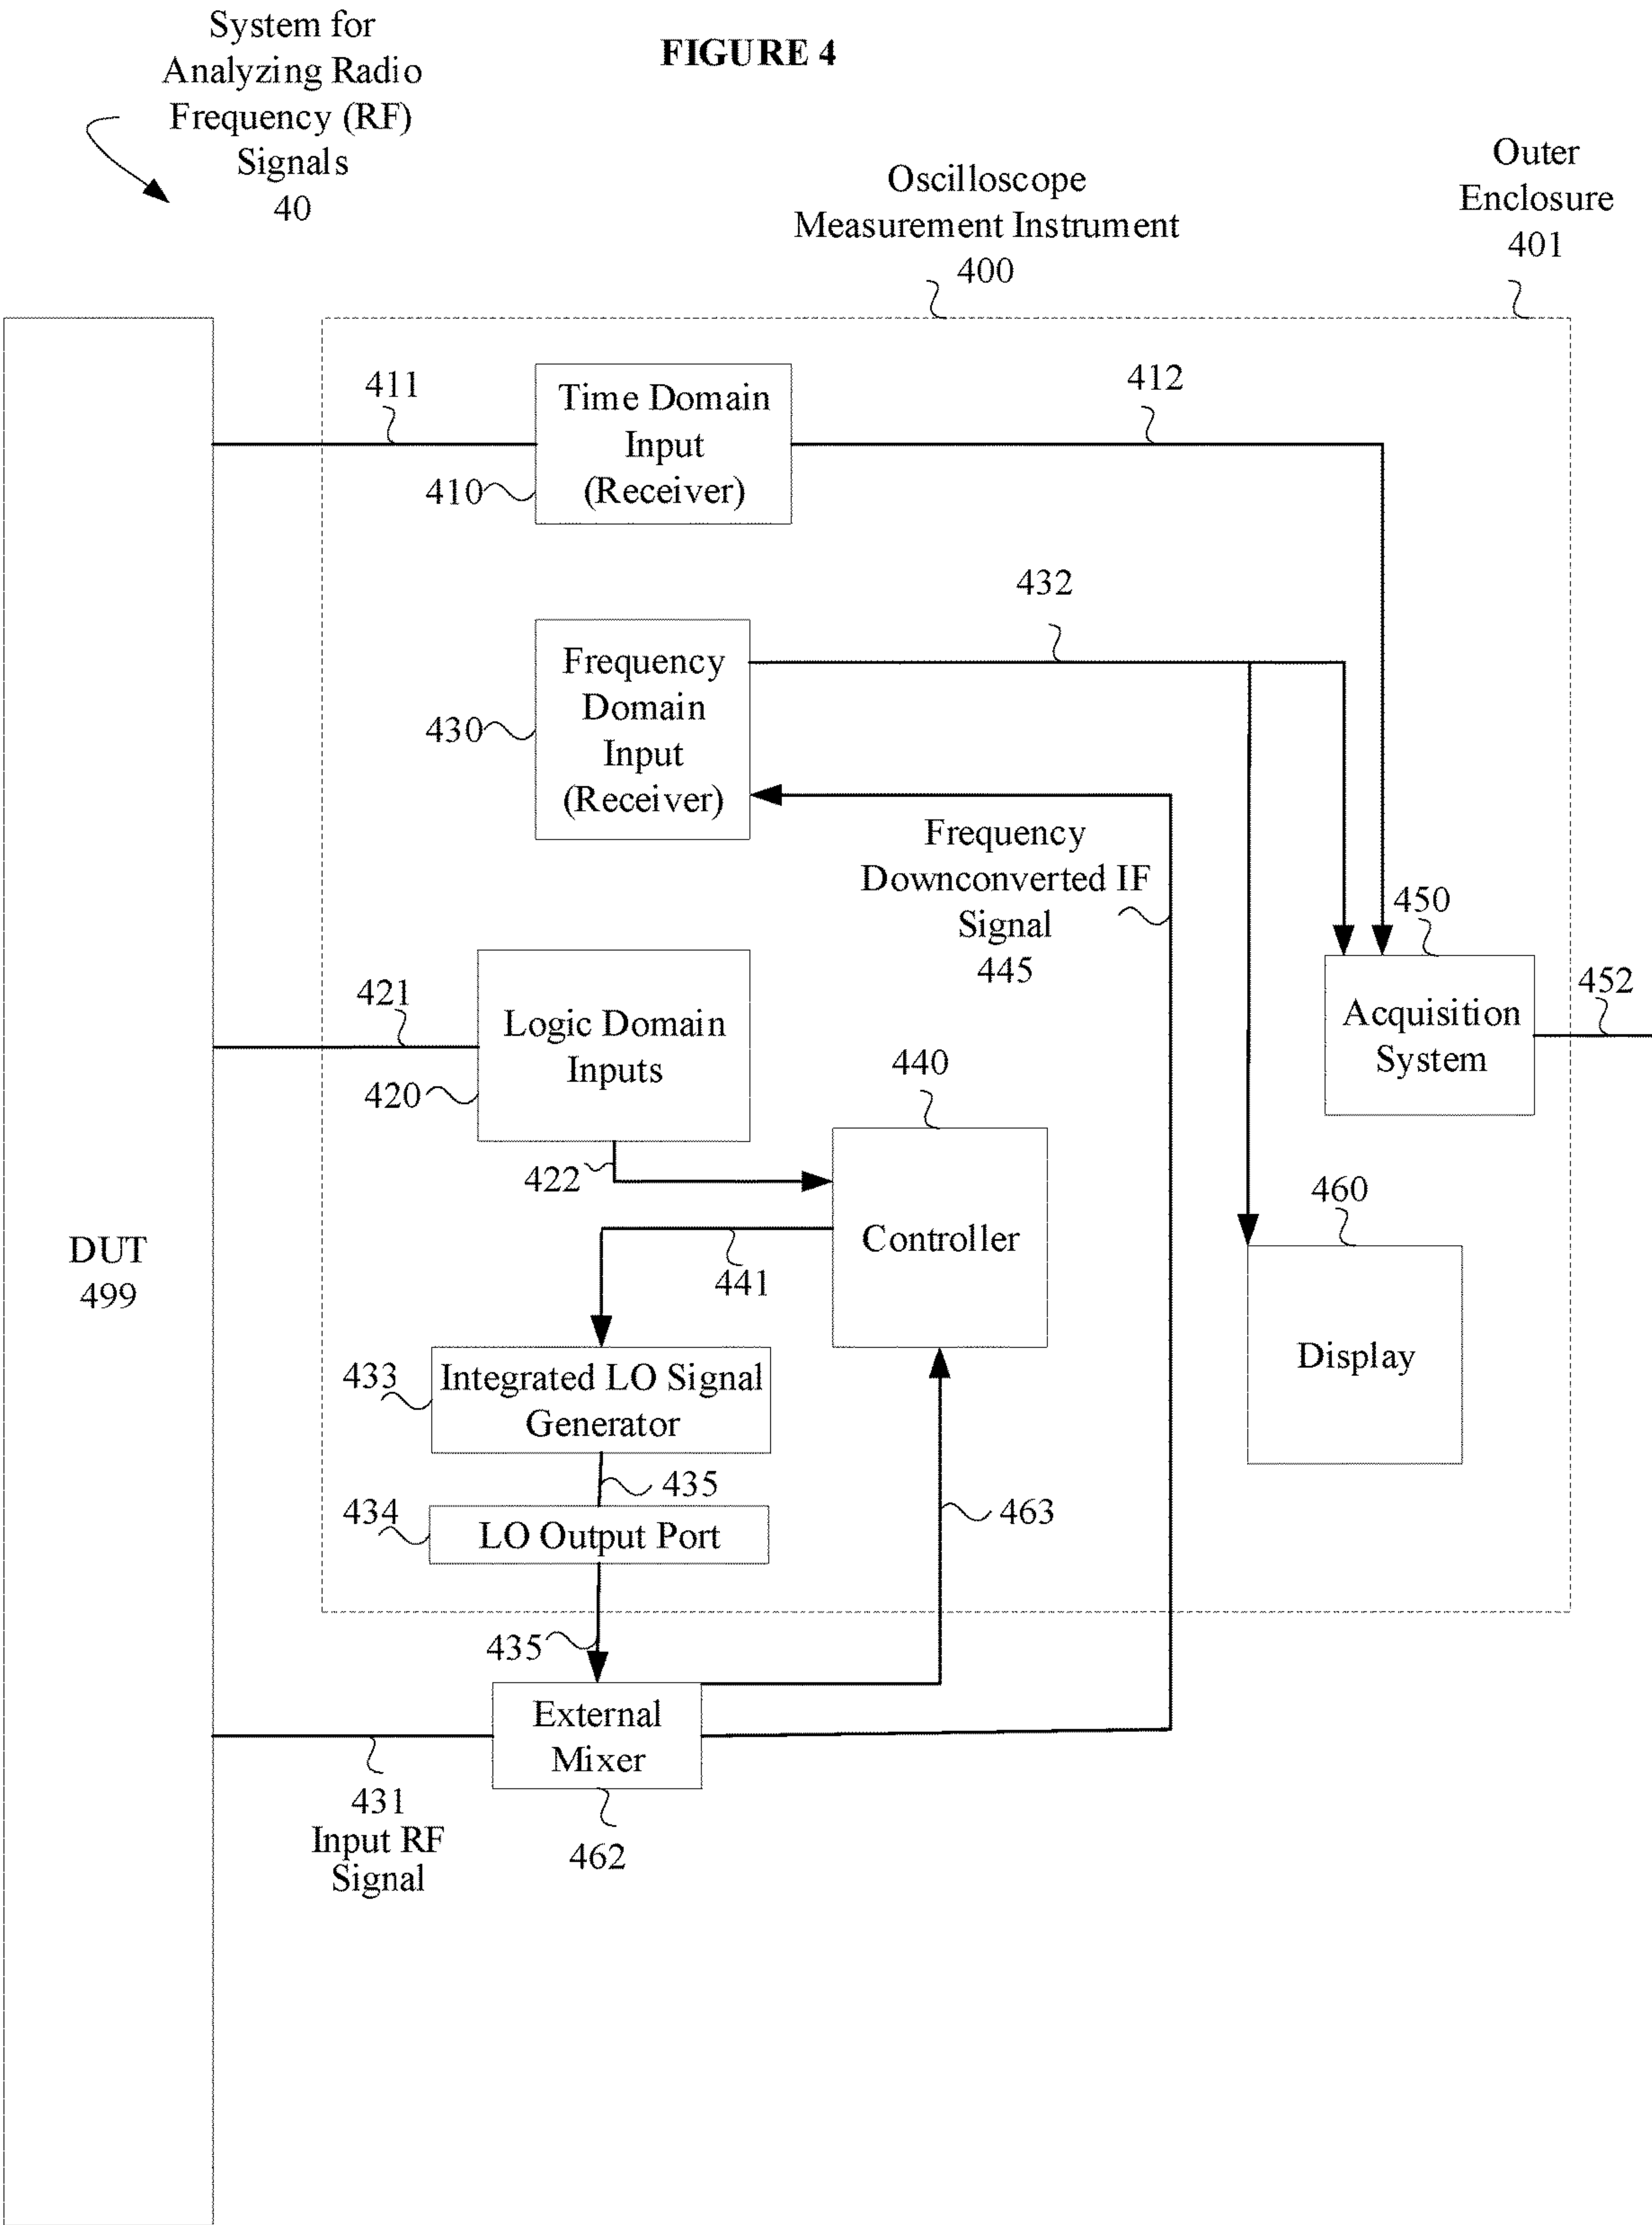 System for
Analyzing Radio
Frequency (RF)
Signals
40
FIGURE 4
Oscilloscope
Measurement Instrument
400
Outer
Enclosure
401
411
Time Domain
Input
(Receiver)
410
412
432
Frequency
Domain
Input
(Receiver)
430
Frequency
Downconverted IF
Signal
445
450
Acquisition
System
452
421
Logic Domain
Inputs
420
422
440
Controller
441
460
Display
DUT
499
433
Integrated LO Signal
Generator
435
434
LO Output Port
463
435
External
Mixer
462
431
Input RF
Signal